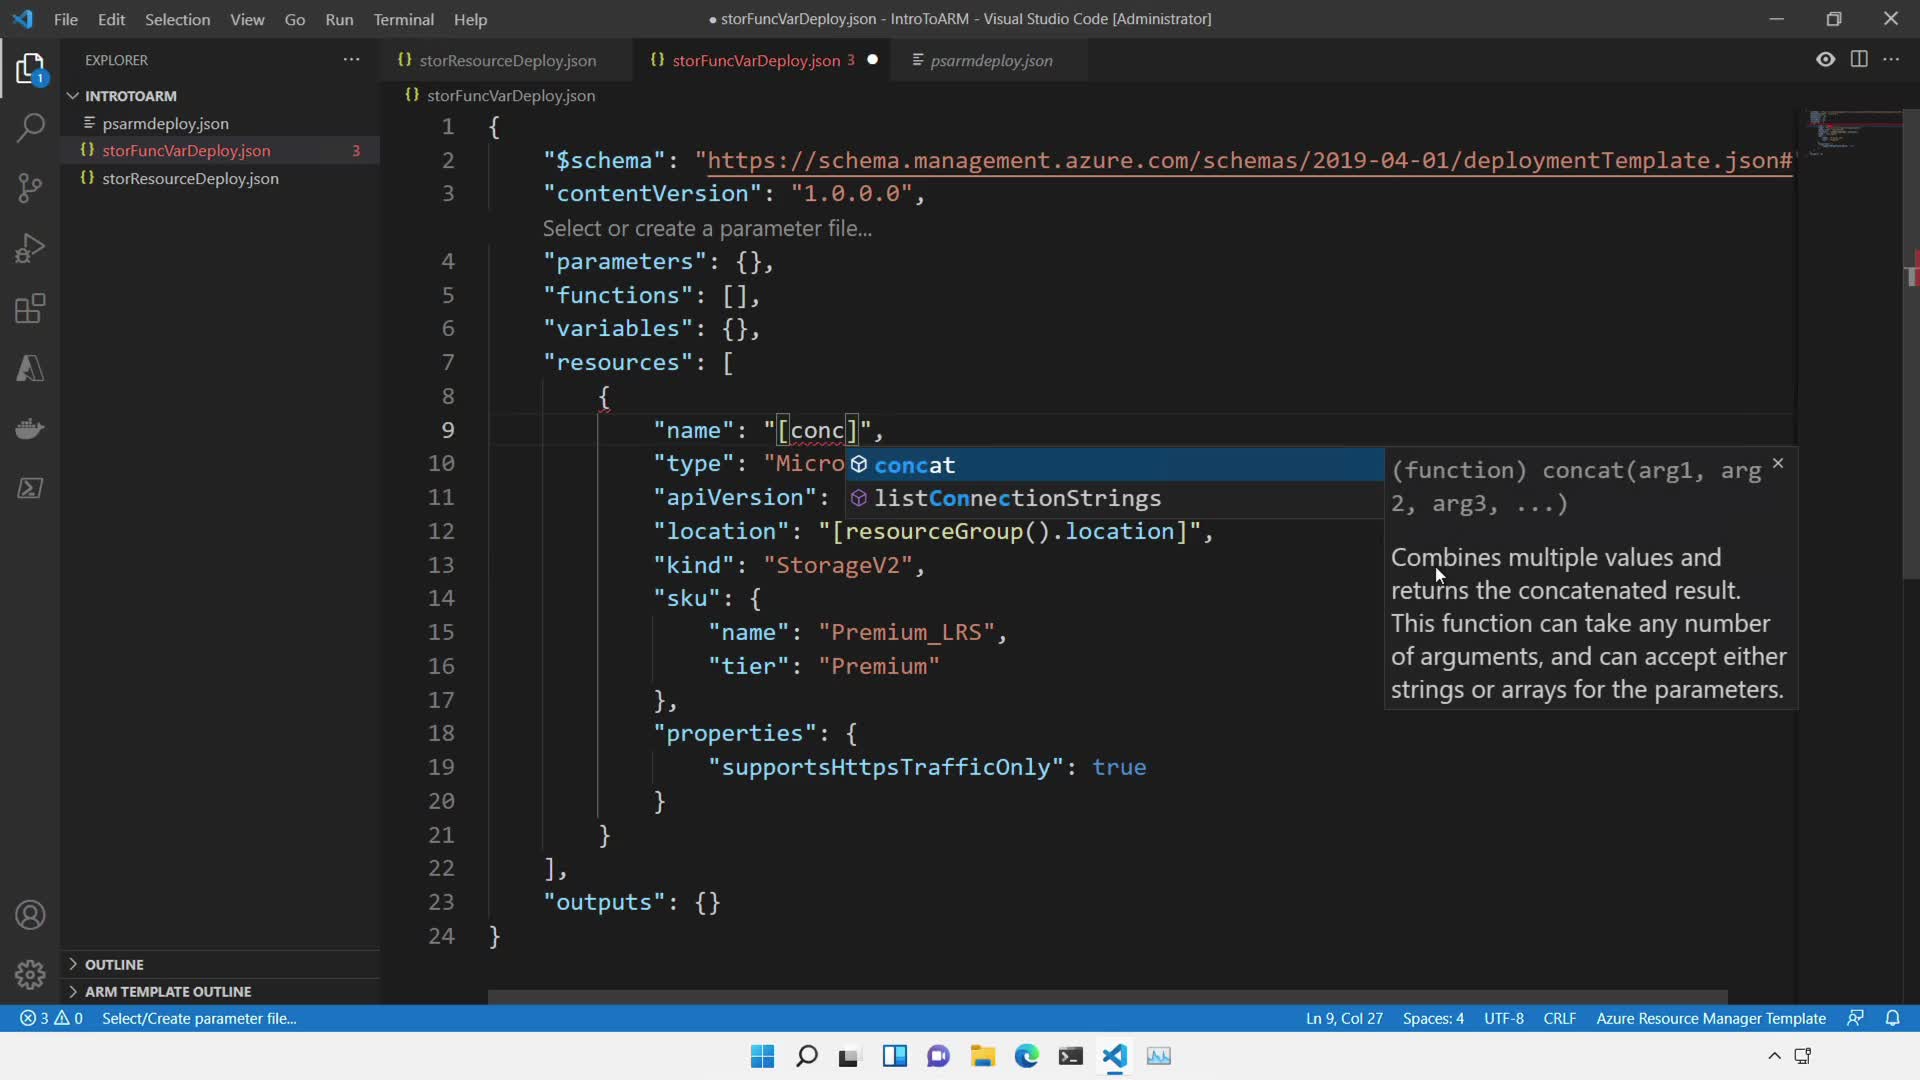 File Edit Selection View Go Run Terminal Help
● storFuncVarDeploy.json - IntroToARM - Visual Studio Code [Administrator]
EXPLORER
INTROTOARM
psarmdeploy.json
{} storFuncVarDeploy.json 3
{} storResourceDeploy.json
OUTLINE
ARM TEMPLATE OUTLINE
1
{} storResourceDeploy.json
{} storFuncVarDeploy.json 3 ●
psarmdeploy.json
{} storFuncVarDeploy.json
1 {
2 "$schema": "https://schema.management.azure.com/schemas/2019-04-01/deploymentTemplate.json#"
3 "contentVersion": "1.0.0.0",
Select or create a parameter file...
4 "parameters": {},
5 "functions": [],
6 "variables": {},
7 "resources": [
8 {
9 "name": "[conc]",
10 "type": "Micro
11 "apiVersion":
12 "location": "[resourceGroup().location]",
13 "kind": "StorageV2",
14 "sku": {
15 "name": "Premium_LRS",
16 "tier": "Premium"
17 },
18 "properties": {
19 "supportsHttpsTrafficOnly": true
20 }
21 }
22 ],
23 "outputs": {}
24 }
concat
listConnectionStrings
(function) concat(arg1, arg
2, arg3, ...)
Combines multiple values and
returns the concatenated result.
This function can take any number
of arguments, and can accept either
strings or arrays for the parameters.
3 0 Select/Create parameter file...
Ln 9, Col 27 Spaces: 4 UTF-8 CRLF Azure Resource Manager Template